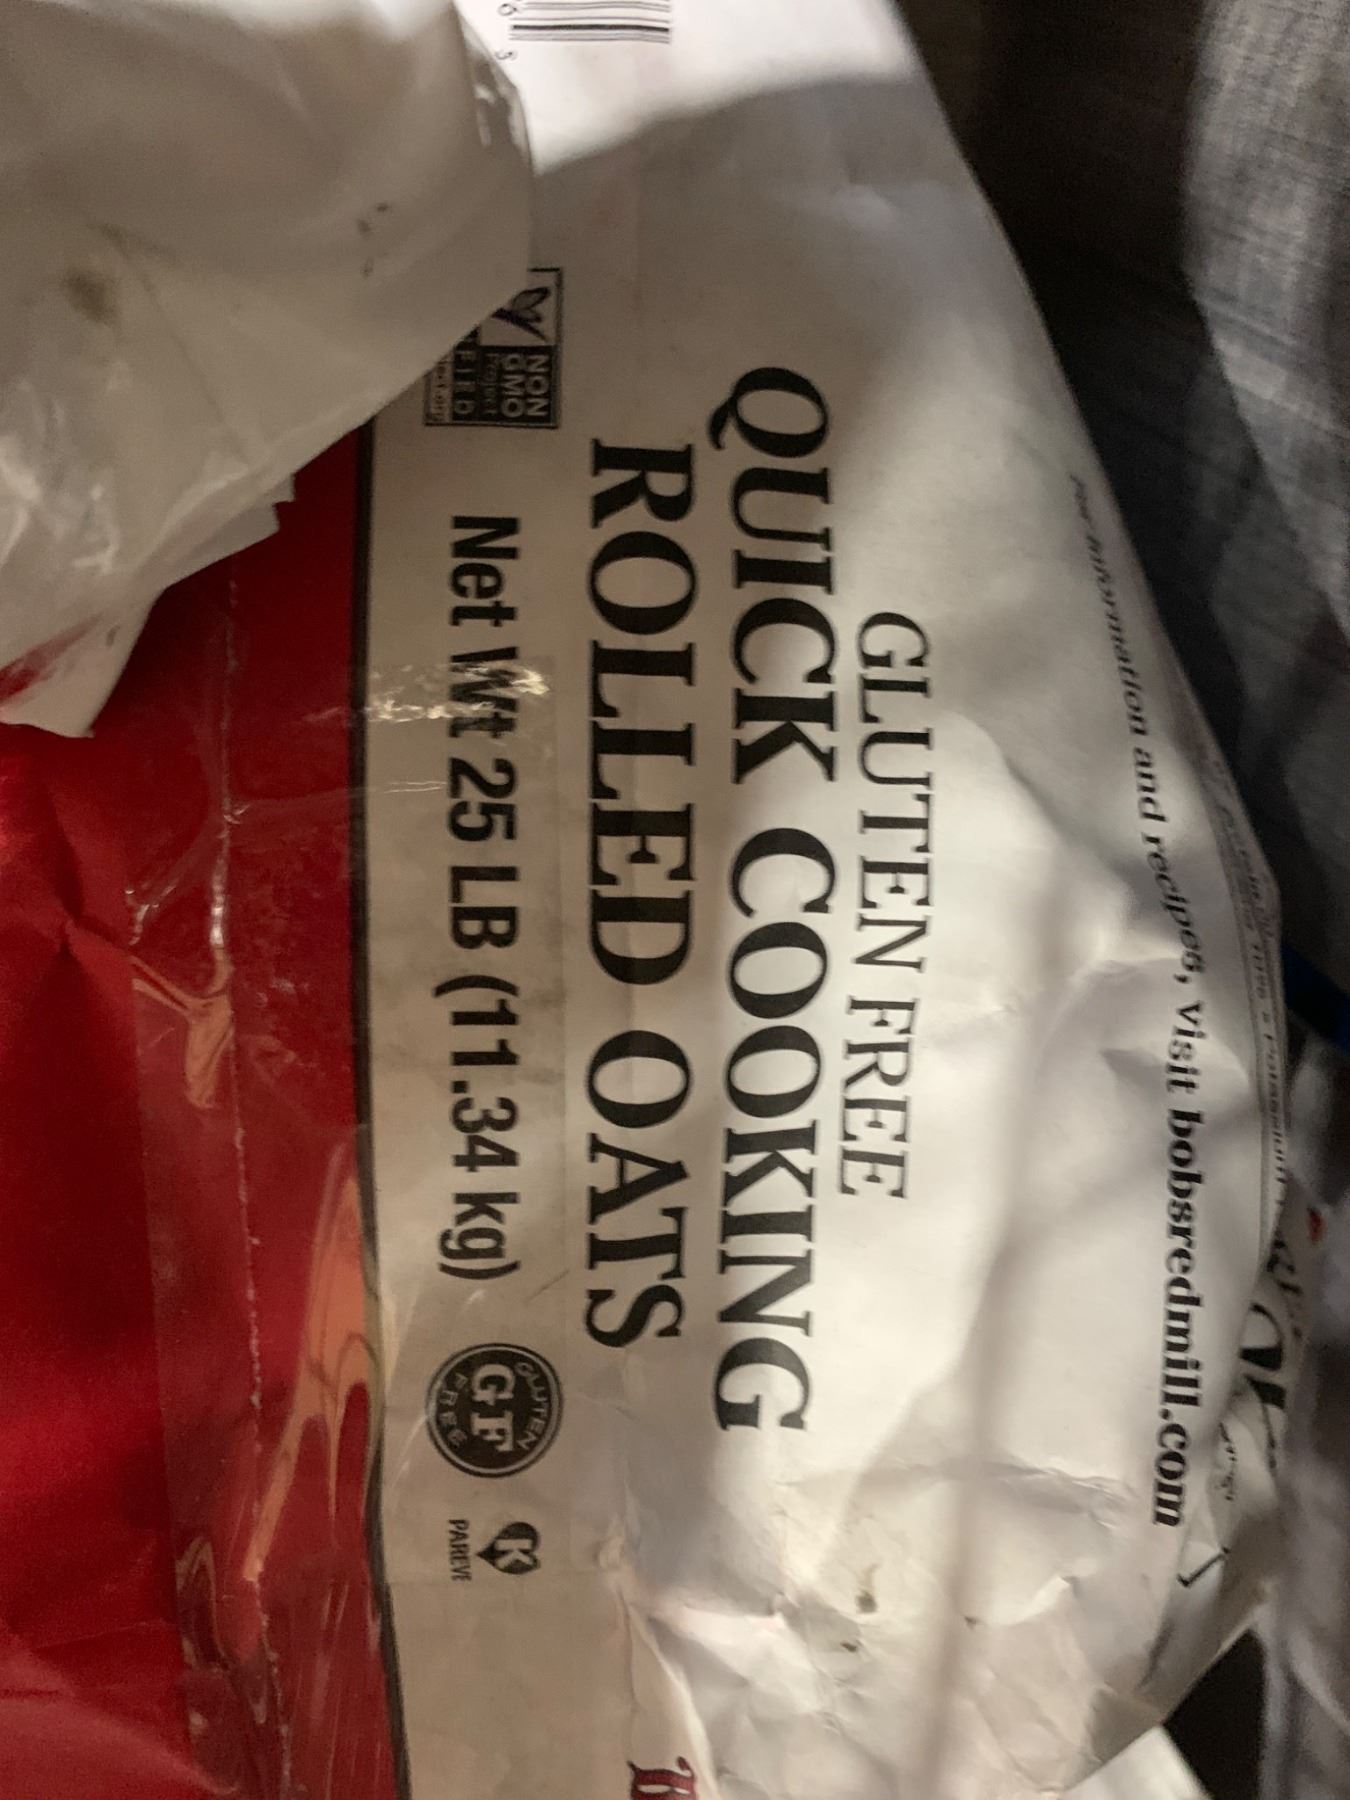 For information and recipes, visit bobsredmill.com
GLUTEN FREE
QUICK COOKING
ROLLED OATS
NON
GMO
Project
Net Wt 25 LB (11.34 kg)
GLUTEN
GF
FREE
K
PAREVE